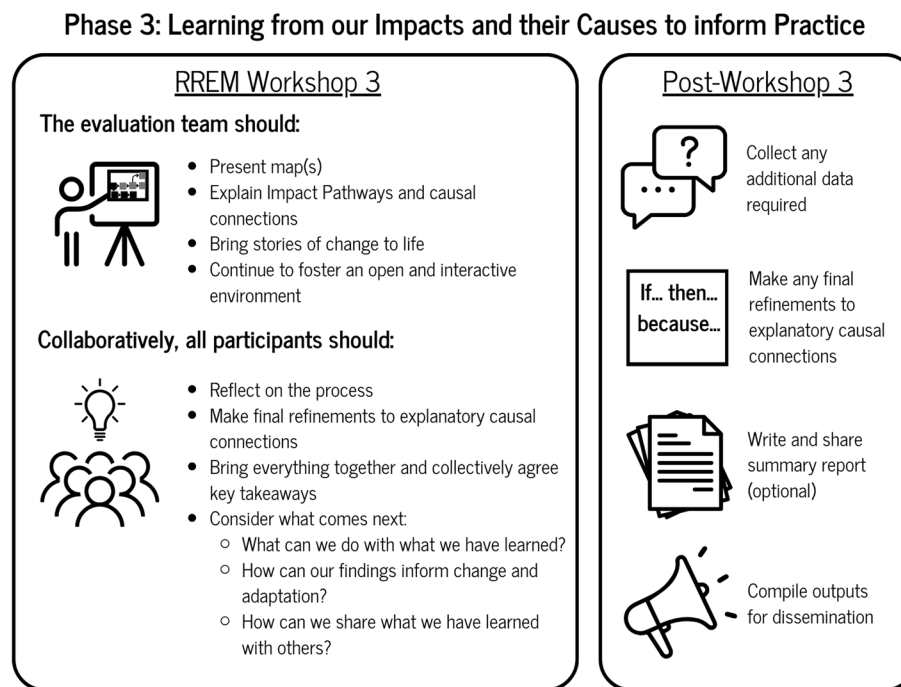 Phase 3: Learning from our Impacts and their Causes to inform Practice
RREM Workshop 3
The evaluation team should:
• Present map(s)
• Explain Impact Pathways and causal
connections
• Bring stories of change to life
• Continue to foster an open and interactive
environment
Collaboratively, all participants should:
• Reflect on the process
• Make final refinements to explanatory causal
connections
• Bring everything together and collectively agree
key takeaways
• Consider what comes next:
○ What can we do with what we have learned?
○ How can our findings inform change and
adaptation?
○ How can we share what we have learned
with others?
Post-Workshop 3
?
...
Collect any
additional data
required
If... then...
because...
Make any final
refinements to
explanatory causal
connections
Write and share
summary report
(optional)
Compile outputs
for dissemination